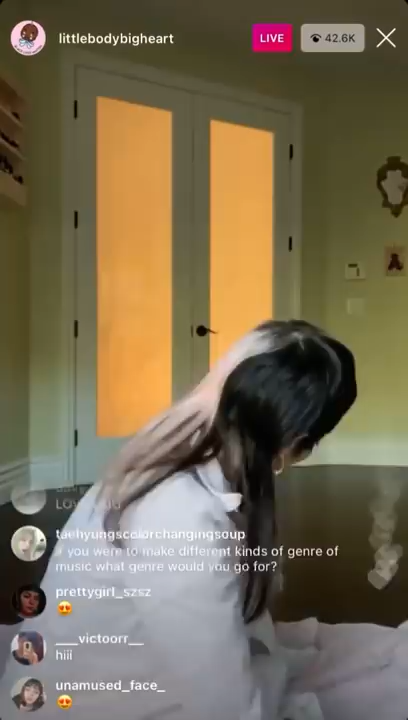 littlebodybigheart
LIVE
42.6K
taehyungscolorchangingsoup
if you were to make different kinds of genre of
music what genre would you go for?
prettygirl_szsz
😍
___victoorr__
hiii
unamused_face_
😍